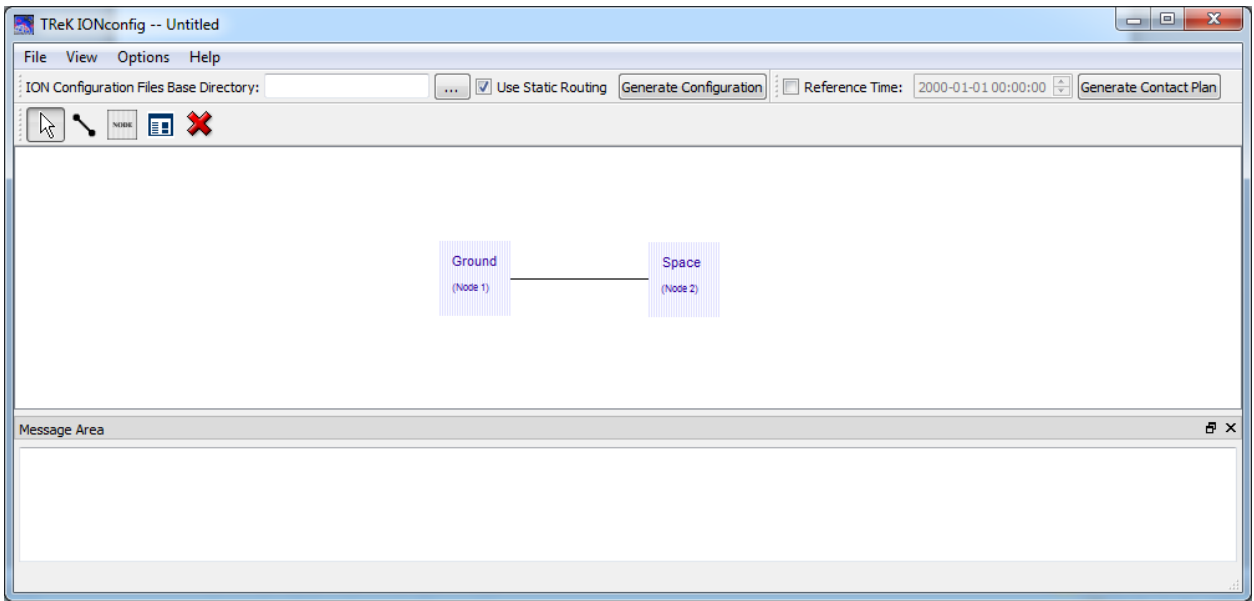 TReK IONconfig -- Untitled
File View Options Help
ION Configuration Files Base Directory: ... Use Static Routing Generate Configuration Reference Time: 2000-01-01 00:00:00 Generate Contact Plan
NODE
Ground Space
(Node 1) (Node 2)
Message Area